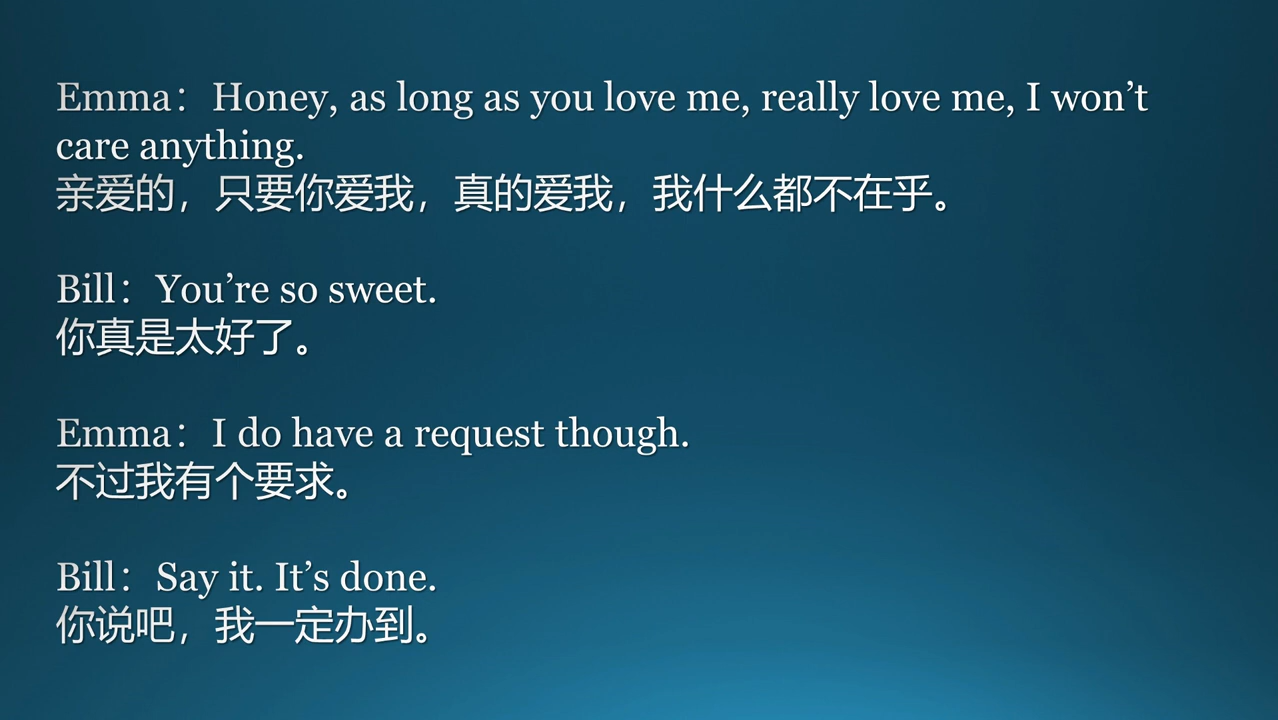 Emma：Honey, as long as you love me, really love me, I won’t
care anything.
亲爱的，只要你爱我，真的爱我，我什么都不在乎。
Bill：You’re so sweet.
你真是太好了。
Emma：I do have a request though.
不过我有个要求。
Bill：Say it. It’s done.
你说吧，我一定办到。